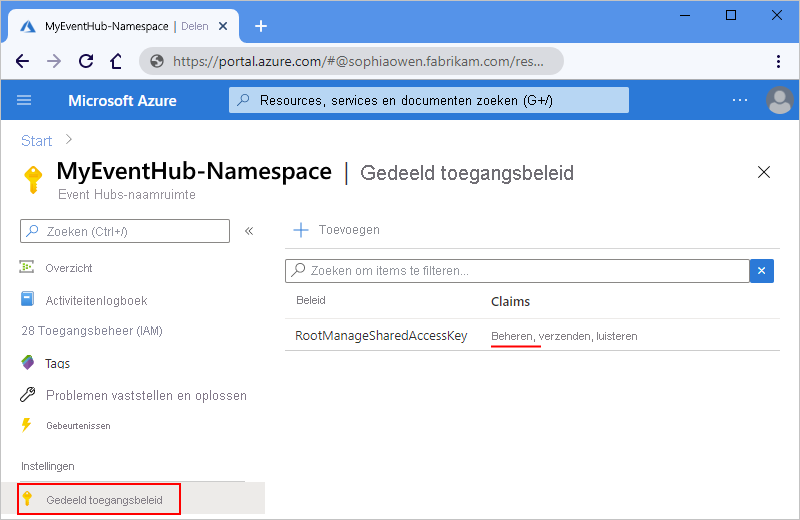 MyEventHub-Namespace | Delen
https://portal.azure.com/#@sophiaowen.fabrikam.com/res...
Microsoft Azure
Resources, services en documenten zoeken (G+/)
Start
MyEventHub-Namespace | Gedeeld toegangsbeleid
Event Hubs-naamruimte
Zoeken (Ctrl+/)
Overzicht
Activiteitenlogboek
28 Toegangsbeheer (IAM)
Tags
Problemen vaststellen en oplossen
Gebeurtenissen
Instellingen
Gedeeld toegangsbeleid
Toevoegen
Zoeken om items te filteren...
Beleid Claims
RootManageSharedAccessKey Beheren, verzenden, luisteren